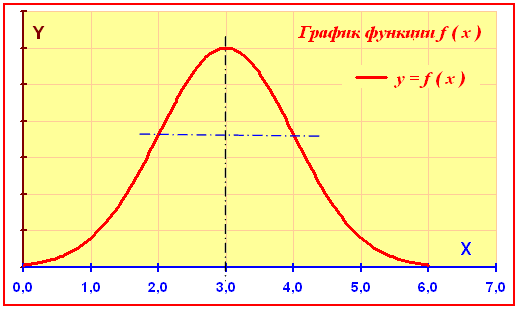 Y
График функции f ( x )
y = f ( x )
X
0,0 1,0 2,0 3,0 4,0 5,0 6,0 7,0